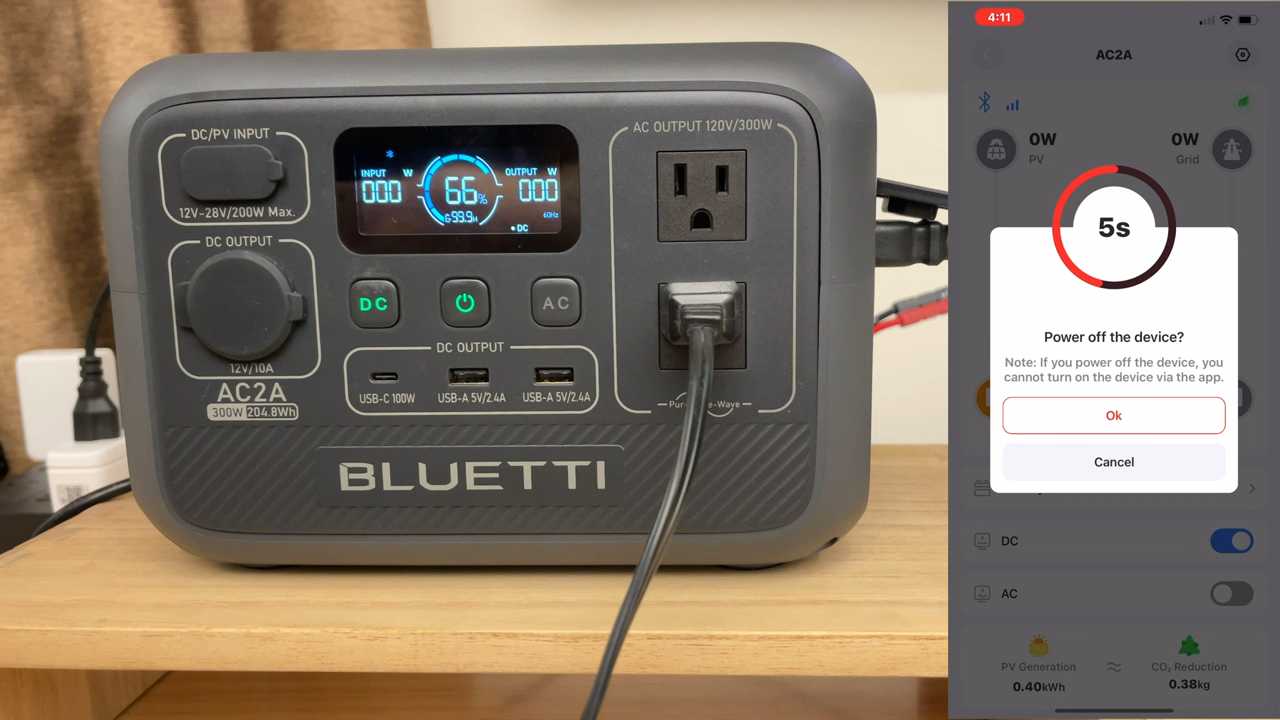 DC/PV INPUT
12V-28V/200W Max.
DC OUTPUT
12V/10A
AC2A
300W 204.8Wh
INPUT W
000
66%
99.9H
OUTPUT W
000
60Hz
DC
DC
AC
DC OUTPUT
USB-C 100W
USB-A 5V/2.4A
USB-A 5V/2.4A
AC OUTPUT 120V/300W
BLUETTI
4:11
AC2A
0W
PV
0W
Grid
5s
Power off the device?
Note: If you power off the device, you
cannot turn on the device via the app.
Ok
Cancel
DC
AC
PV Generation
0.40kWh
≈
CO₂ Reduction
0.38kg